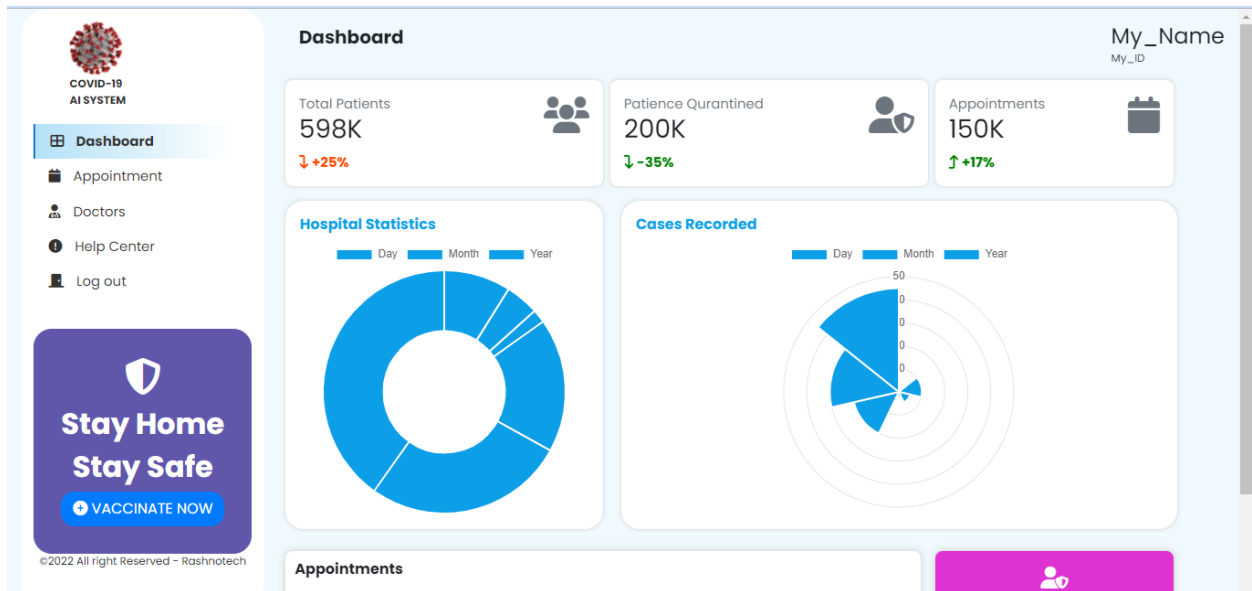 COVID-19
AI SYSTEM
Dashboard
Appointment
Doctors
Help Center
Log out
Stay Home
Stay Safe
VACCINATE NOW
©2022 All right Reserved - Rashnotech
Dashboard
My_Name
My_ID
Total Patients
598K
+25%
Patience Qurantined
200K
-35%
Appointments
150K
+17%
Hospital Statistics
Day Month Year
Cases Recorded
Day Month Year
50
0
0
0
0
Appointments